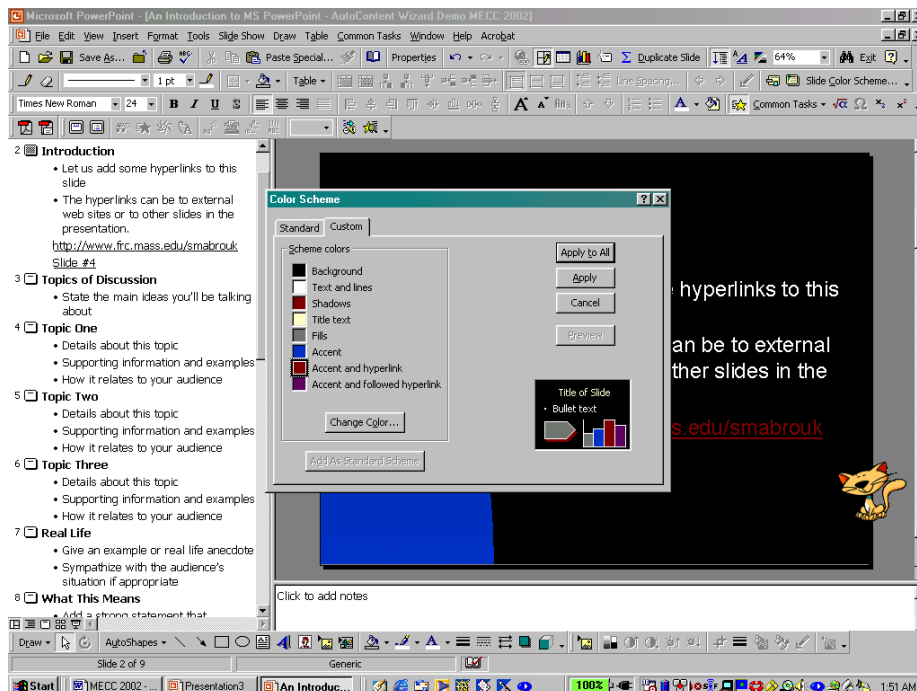 Microsoft PowerPoint - [An Introduction to MS PowerPoint - AutoContent Wizard Demo MECC 2002]
File Edit View Insert Format Tools Slide Show Draw Table Common Tasks Window Help Acrobat
Save As... Paste Special... Properties Duplicate Slide 64% Exit
1 pt Table Line Spacing... Slide Color Scheme...
Times New Roman 24 B I U S A A Common Tasks
2 Introduction
• Let us add some hyperlinks to this
slide
• The hyperlinks can be to external
web sites or to other slides in the
presentation.
http://www.frc.mass.edu/smabrouk
Slide #4
3 Topics of Discussion
• State the main ideas you'll be talking
about
4 Topic One
• Details about this topic
• Supporting information and examples
• How it relates to your audience
5 Topic Two
• Details about this topic
• Supporting information and examples
• How it relates to your audience
6 Topic Three
• Details about this topic
• Supporting information and examples
• How it relates to your audience
7 Real Life
• Give an example or real life anecdote
• Sympathize with the audience's
situation if appropriate
8 What This Means
• Add a strong statement that
Color Scheme
Standard Custom
Scheme colors
Background
Text and lines
Shadows
Title text
Fills
Accent
Accent and hyperlink
Accent and followed hyperlink
Change Color...
Add As Standard Scheme
Apply to All
Apply
Cancel
Preview
Title of Slide
• Bullet text
hyperlinks to this
an be to external
ther slides in the
s.edu/smabrouk
Click to add notes
Draw AutoShapes
Slide 2 of 9 Generic
Start MECC 2002 - ... Presentation3 An Introduc... 100% 1:51 AM